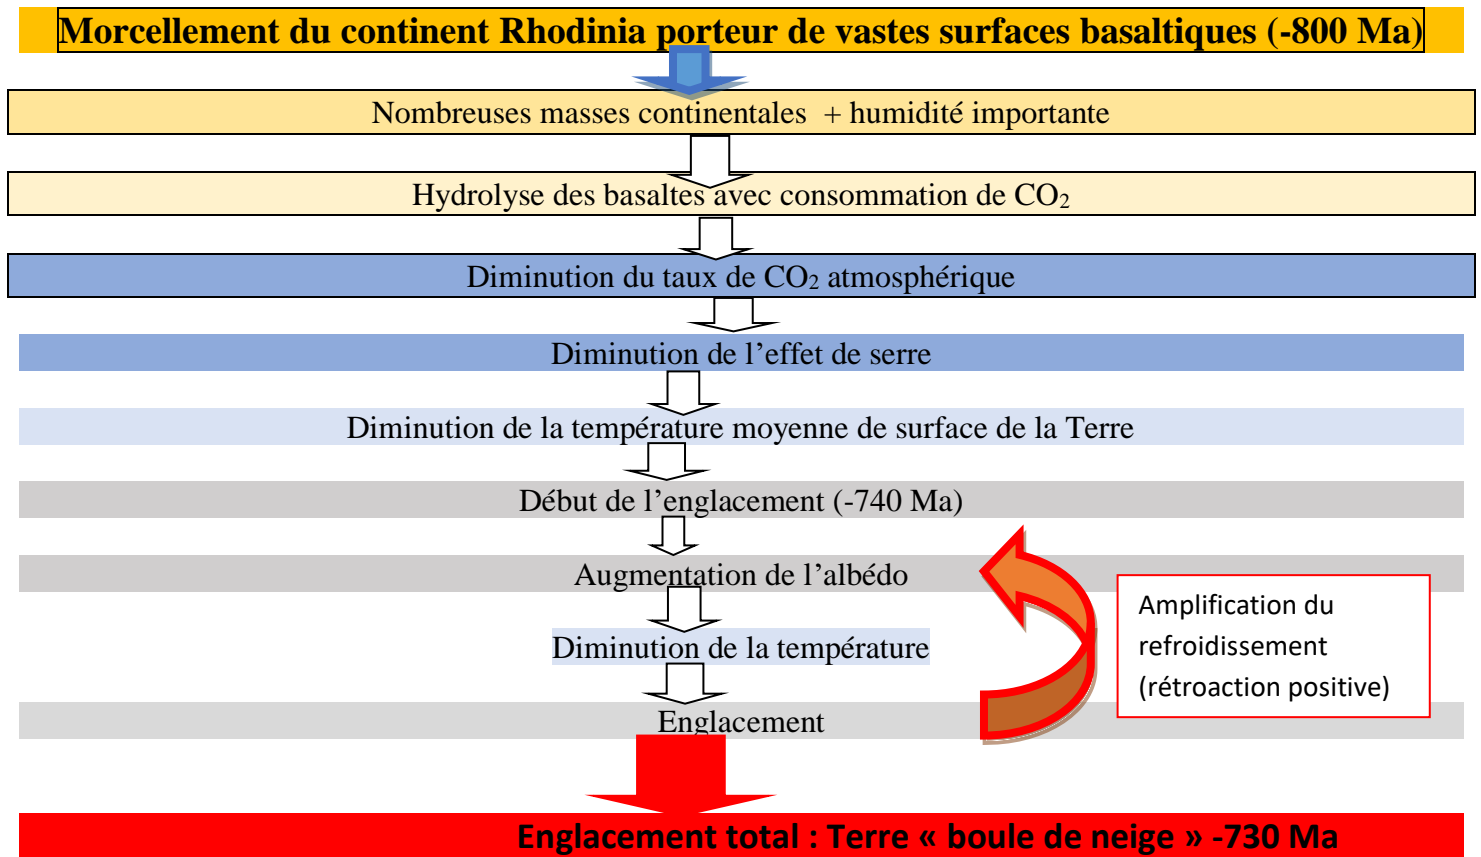 Morcellement du continent Rhodinia porteur de vastes surfaces basaltiques (-800 Ma)
Nombreuses masses continentales + humidité importante
Hydrolyse des basaltes avec consommation de CO₂
Diminution du taux de CO₂ atmosphérique
Diminution de l’effet de serre
Diminution de la température moyenne de surface de la Terre
Début de l’englacement (-740 Ma)
Augmentation de l’albédo
Diminution de la température
Englacement
Amplification du
refroidissement
(rétroaction positive)
Englacement total : Terre « boule de neige » -730 Ma